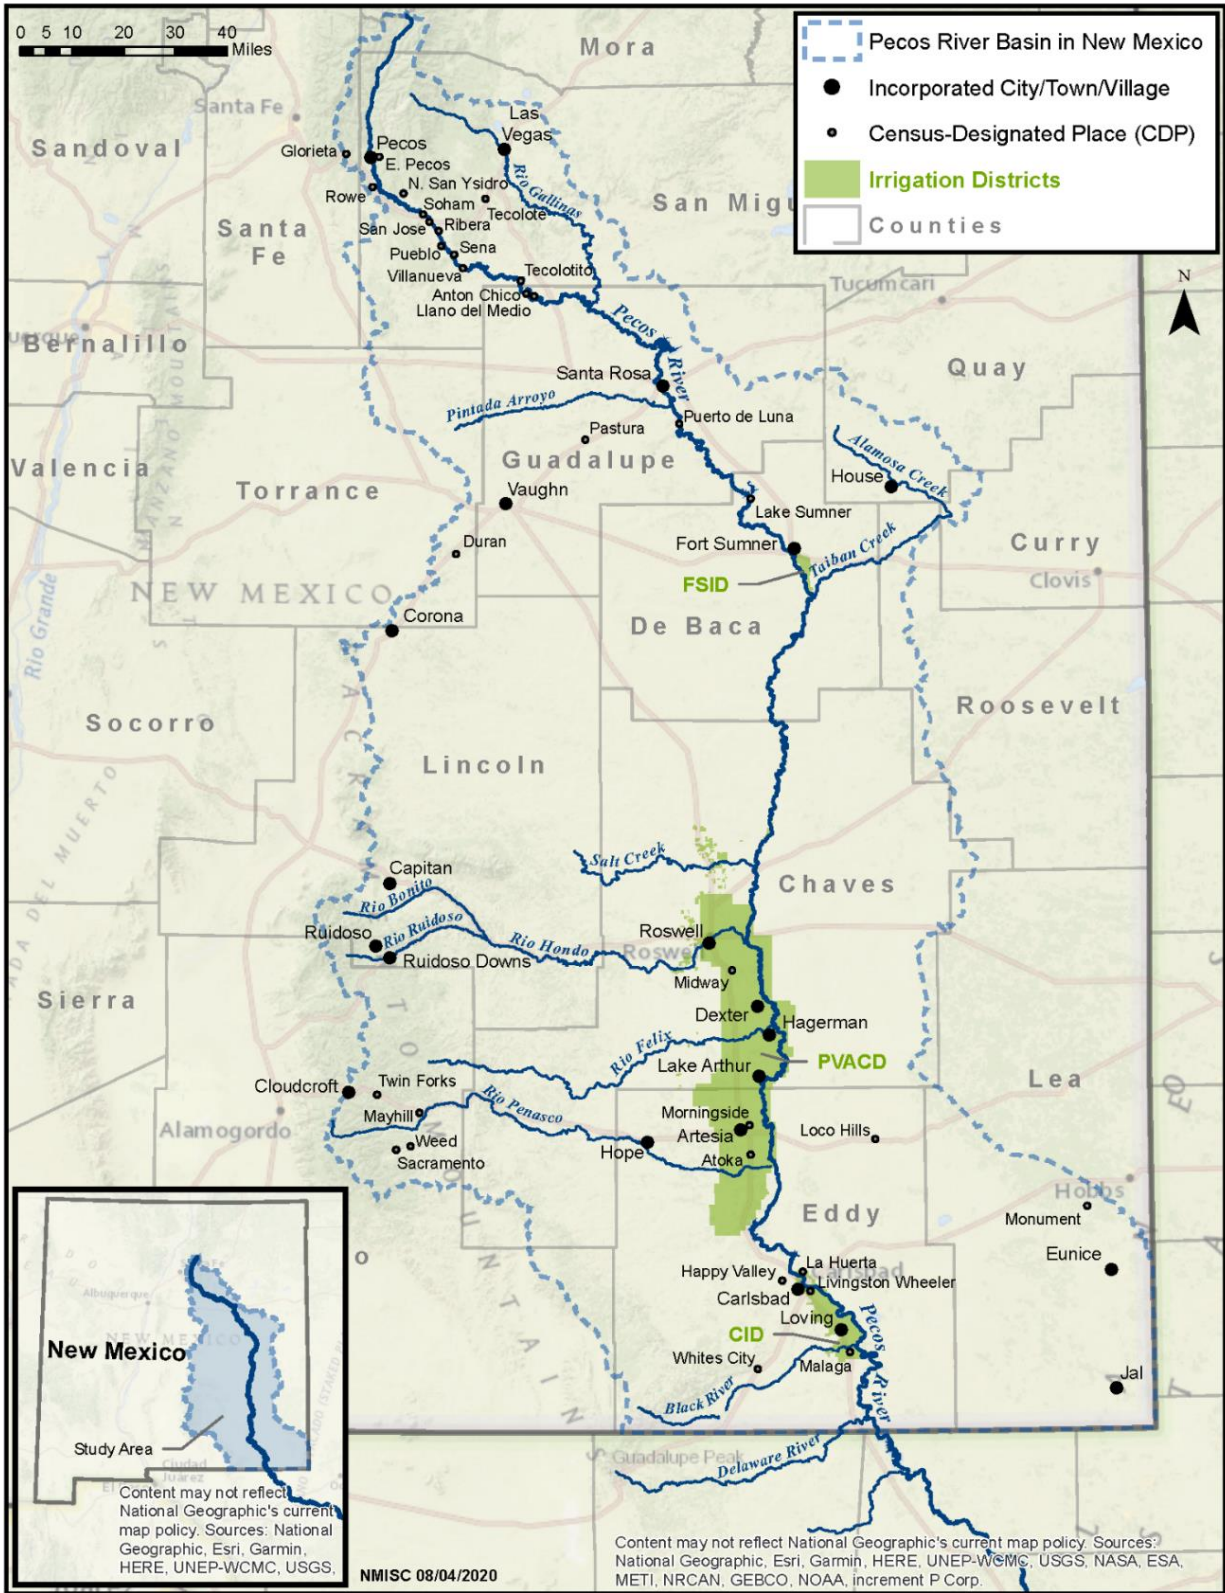 0 5 10 20 30 40
Miles
Pecos River Basin in New Mexico
Incorporated City/Town/Village
Census-Designated Place (CDP)
Irrigation Districts
Counties
N
Mora
Santa Fe
Sandoval
Las
Vegas
Glorieta
Pecos
E. Pecos
Rowe
N. San Ysidro
Rio Gallinas
San Migu
Soham
Tecolote
Santa
Fe
San Jose
Ribera
Pueblo
Sena
Villanueva
Tecolotito
Anton Chico
Llano del Medio
Pecos
River
Tucumcari
Bernalillo
Quay
Santa Rosa
Pintada Arroyo
Puerto de Luna
Pastura
Alamosa Creek
Guadalupe
House
Valencia
Torrance
Vaughn
Lake Sumner
Duran
Fort Sumner
Taiban Creek
Curry
Clovis
FSID
NEW MEXICO
Rio Grande
Corona
De Baca
Roosevelt
Socorro
Lincoln
Salt Creek
Capitan
Chaves
Rio Bonito
Ruidoso
Rio Ruidoso
Roswell
Rio Hondo
Ruidoso Downs
Midway
Sierra
Dexter
Hagerman
Rio Felix
PVACD
Lake Arthur
Lea
Cloudcroft
Twin Forks
Mayhill
Rio Penasco
Morningside
Alamogordo
Artesia
Loco Hills
Hope
Weed
Atoka
Sacramento
Hobbs
Eddy
Monument
Eunice
La Huerta
Happy Valley
Carlsbad
Livingston Wheeler
Carlsbad
Loving
CID
Pecos
River
Whites City
Malaga
Jal
Black River
Guadalupe Peak
Delaware River
Albuquerque
NEW MEXICO
New Mexico
Study Area
Ciudad
Juárez
Content may not reflect
National Geographic's current
map policy. Sources: National
Geographic, Esri, Garmin,
HERE, UNEP-WCMC, USGS,
NMISC 08/04/2020
Content may not reflect National Geographic's current map policy. Sources:
National Geographic, Esri, Garmin, HERE, UNEP-WCMC, USGS, NASA, ESA,
METI, NRCAN, GEBCO, NOAA, increment P Corp.